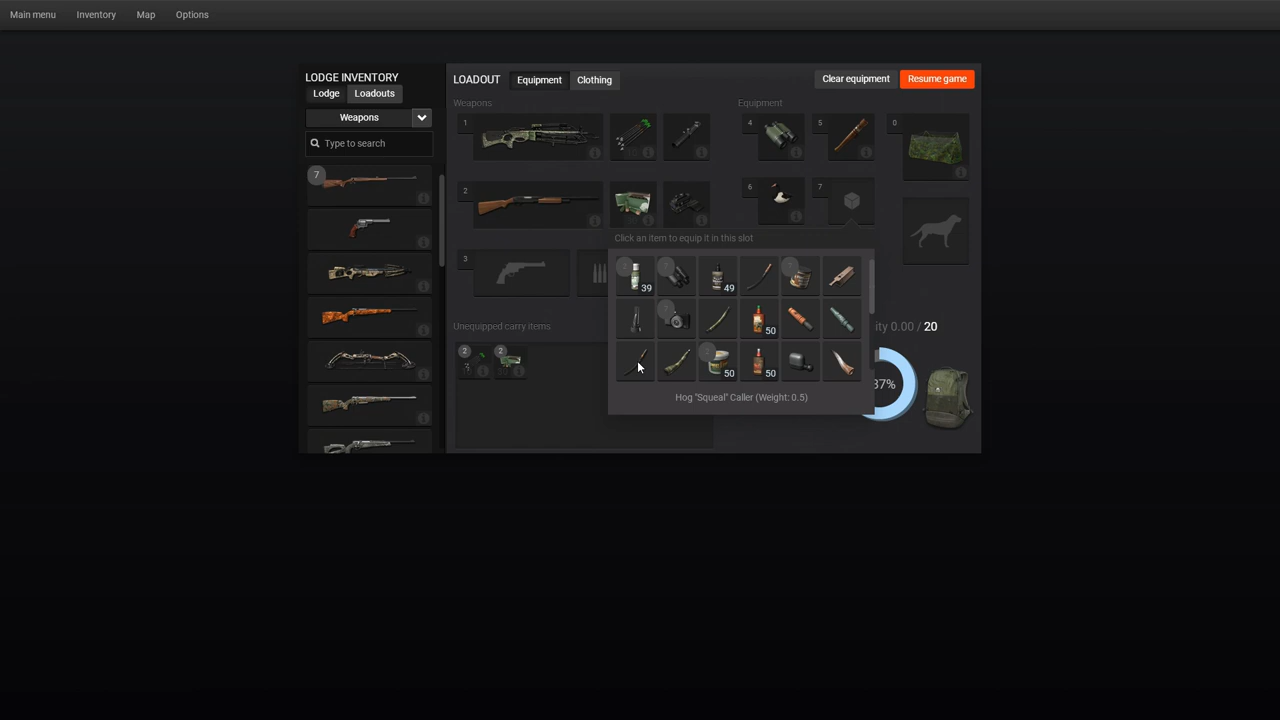 Main menu Inventory Map Options
LODGE INVENTORY
Lodge Loadouts
Weapons
Type to search
7
LOADOUT Equipment Clothing Clear equipment Resume game
Weapons Equipment
1 4 5 0
2 6 7
Click an item to equip it in this slot
3
39 49
50
50 50
Hog "Squeal" Caller (Weight: 0.5)
Unequipped carry items
2 2
ity 0.00 / 20
37%